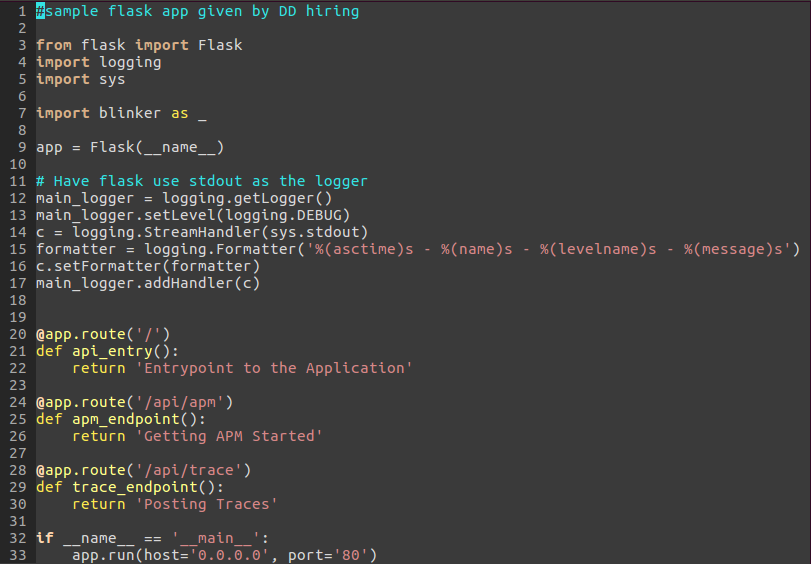 1 #sample flask app given by DD hiring
2
3 from flask import Flask
4 import logging
5 import sys
6
7 import blinker as _
8
9 app = Flask(__name__)
10
11 # Have flask use stdout as the logger
12 main_logger = logging.getLogger()
13 main_logger.setLevel(logging.DEBUG)
14 c = logging.StreamHandler(sys.stdout)
15 formatter = logging.Formatter('%(asctime)s - %(name)s - %(levelname)s - %(message)s')
16 c.setFormatter(formatter)
17 main_logger.addHandler(c)
18
19
20 @app.route('/')
21 def api_entry():
22     return 'Entrypoint to the Application'
23
24 @app.route('/api/apm')
25 def apm_endpoint():
26     return 'Getting APM Started'
27
28 @app.route('/api/trace')
29 def trace_endpoint():
30     return 'Posting Traces'
31
32 if __name__ == '__main__':
33     app.run(host='0.0.0.0', port='80')